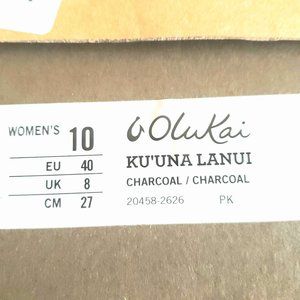 WOMEN'S 10
EU 40
UK 8
CM 27
OluKai
KU'UNA LANUI
CHARCOAL / CHARCOAL
20458-2626 PK